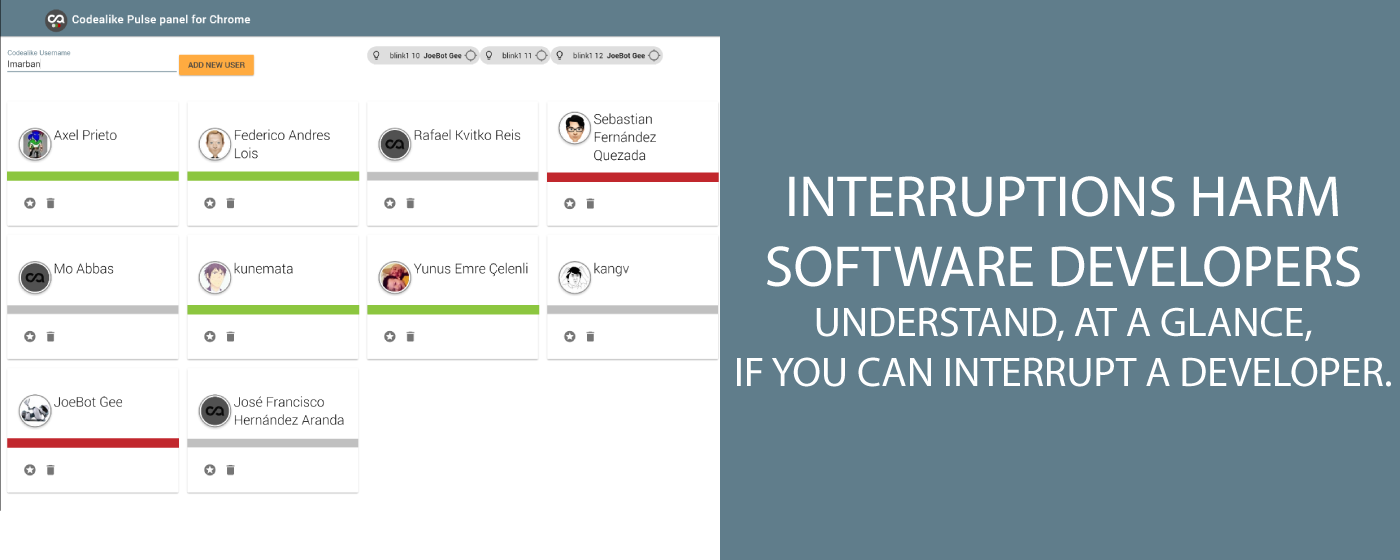 Codealike Pulse panel for Chrome
Codealike Username
lmarbari
ADD NEW USER
blink1 10 JoeBot Gee
blink1 11
blink1 12 JoeBot Gee
Axel Prieto
Federico Andres
Lois
Rafael Kvitko Reis
Sebastian
Fernández
Quezada
Mo Abbas
kunemata
Yunus Emre Çelenli
kangv
JoeBot Gee
José Francisco
Hernández Aranda
INTERRUPTIONS HARM
SOFTWARE DEVELOPERS
UNDERSTAND, AT A GLANCE,
IF YOU CAN INTERRUPT A DEVELOPER.